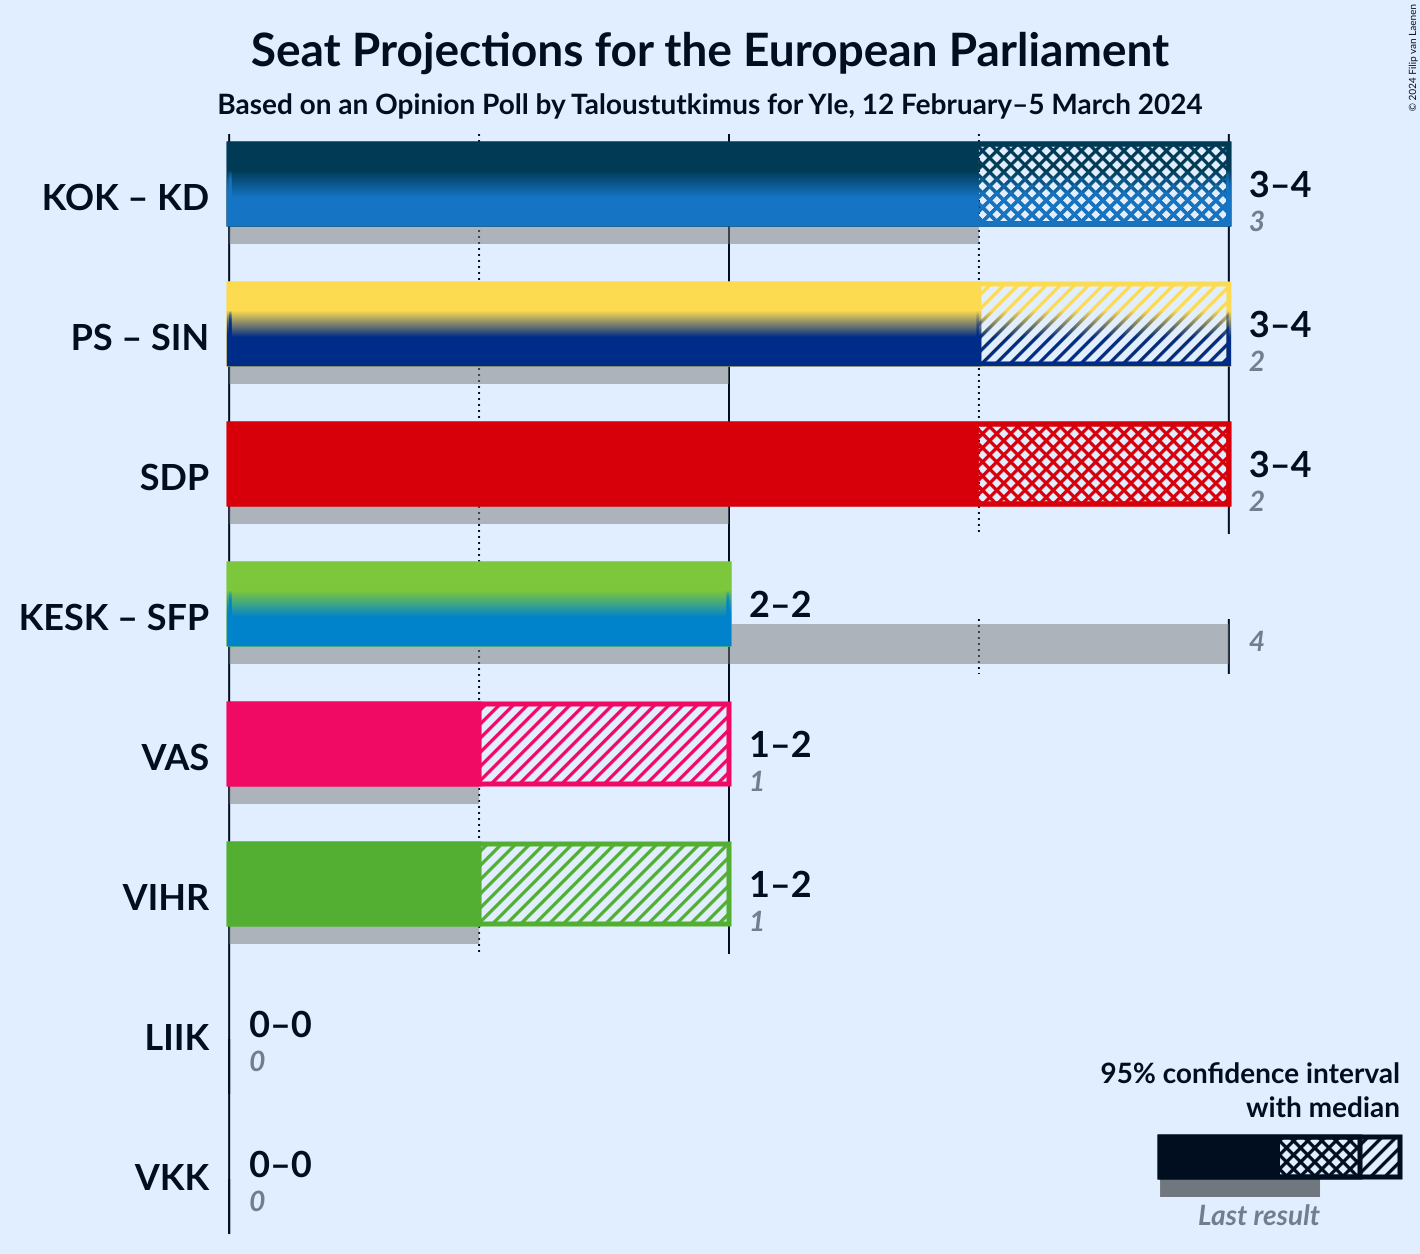 Seat Projections for the European Parliament
Based on an Opinion Poll by Taloustutkimus for Yle, 12 February–5 March 2024
© 2024 Filip van Laenen
KOK – KD
3–4
3
PS – SIN
3–4
2
SDP
3–4
2
KESK – SFP
2–2
4
VAS
1–2
1
VIHR
1–2
1
LIIK
0–0
0
VKK
0–0
0
95% confidence interval
with median
Last result